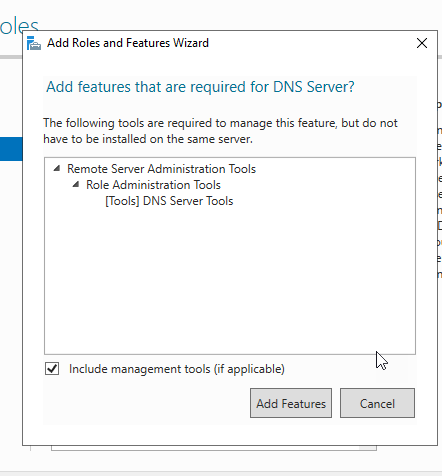 oles
Add Roles and Features Wizard
Add features that are required for DNS Server?
The following tools are required to manage this feature, but do not
have to be installed on the same server.
Remote Server Administration Tools
Role Administration Tools
[Tools] DNS Server Tools
Include management tools (if applicable)
Add Features
Cancel